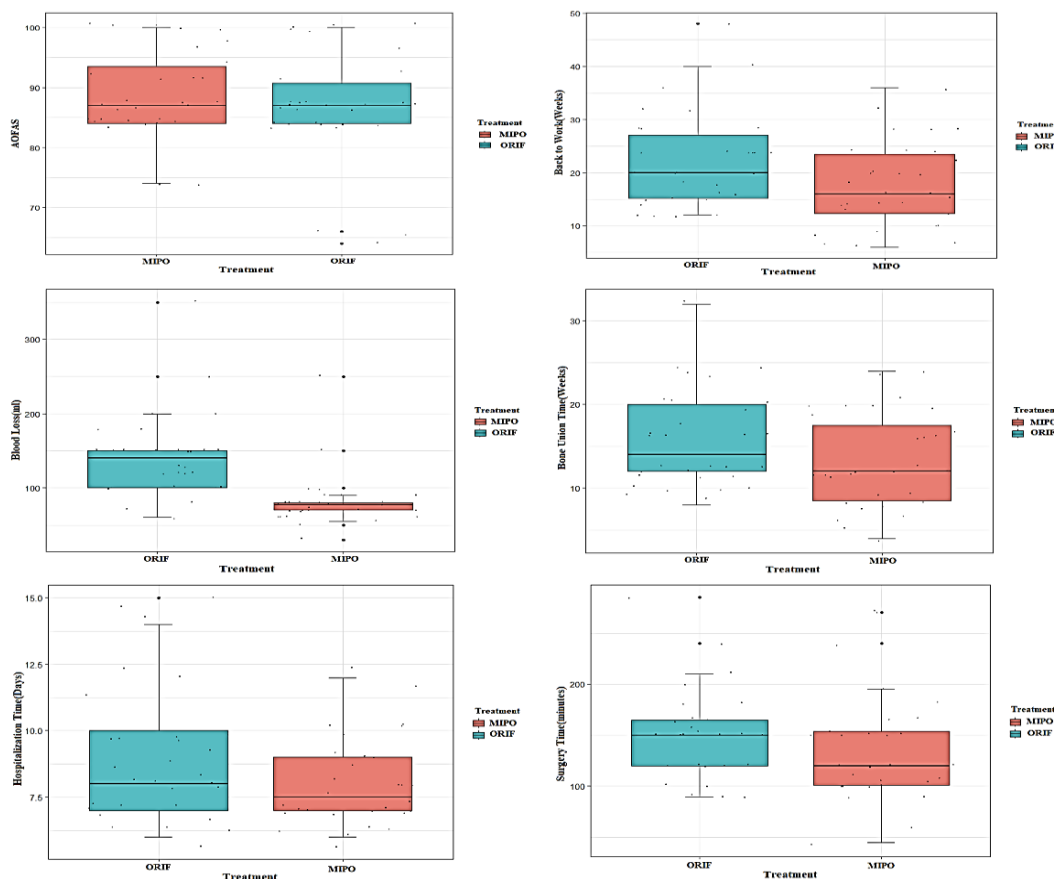 AOFAS
100
90
80
70
MIPO
ORIF
Treatment
Treatment
MIPO
ORIF
Back to Work(Weeks)
50
40
30
20
10
ORIF
MIPO
Treatment
Treatme
MIPO
ORIF
Blood Loss(ml)
300
200
100
ORIF
MIPO
Treatment
Treatment
MIPO
ORIF
Bone Union Time(Weeks)
30
20
10
ORIF
MIPO
Treatment
Treatment
MIPO
ORIF
Hospitalization Time(Days)
15.0
12.5
10.0
7.5
ORIF
MIPO
Treatment
Treatment
MIPO
ORIF
Surgery Time(minutes)
200
100
ORIF
MIPO
Treatment
Treatment
MIPO
ORIF